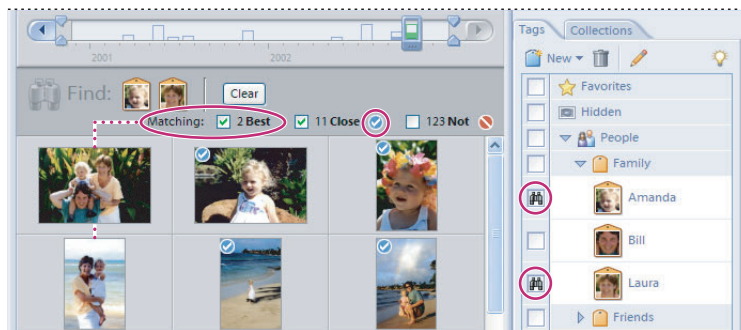 2001 2002
Find: Clear
Matching: 2 Best 11 Close 123 Not
Tags Collections
New
Favorites
Hidden
People
Family
Amanda
Bill
Laura
Friends